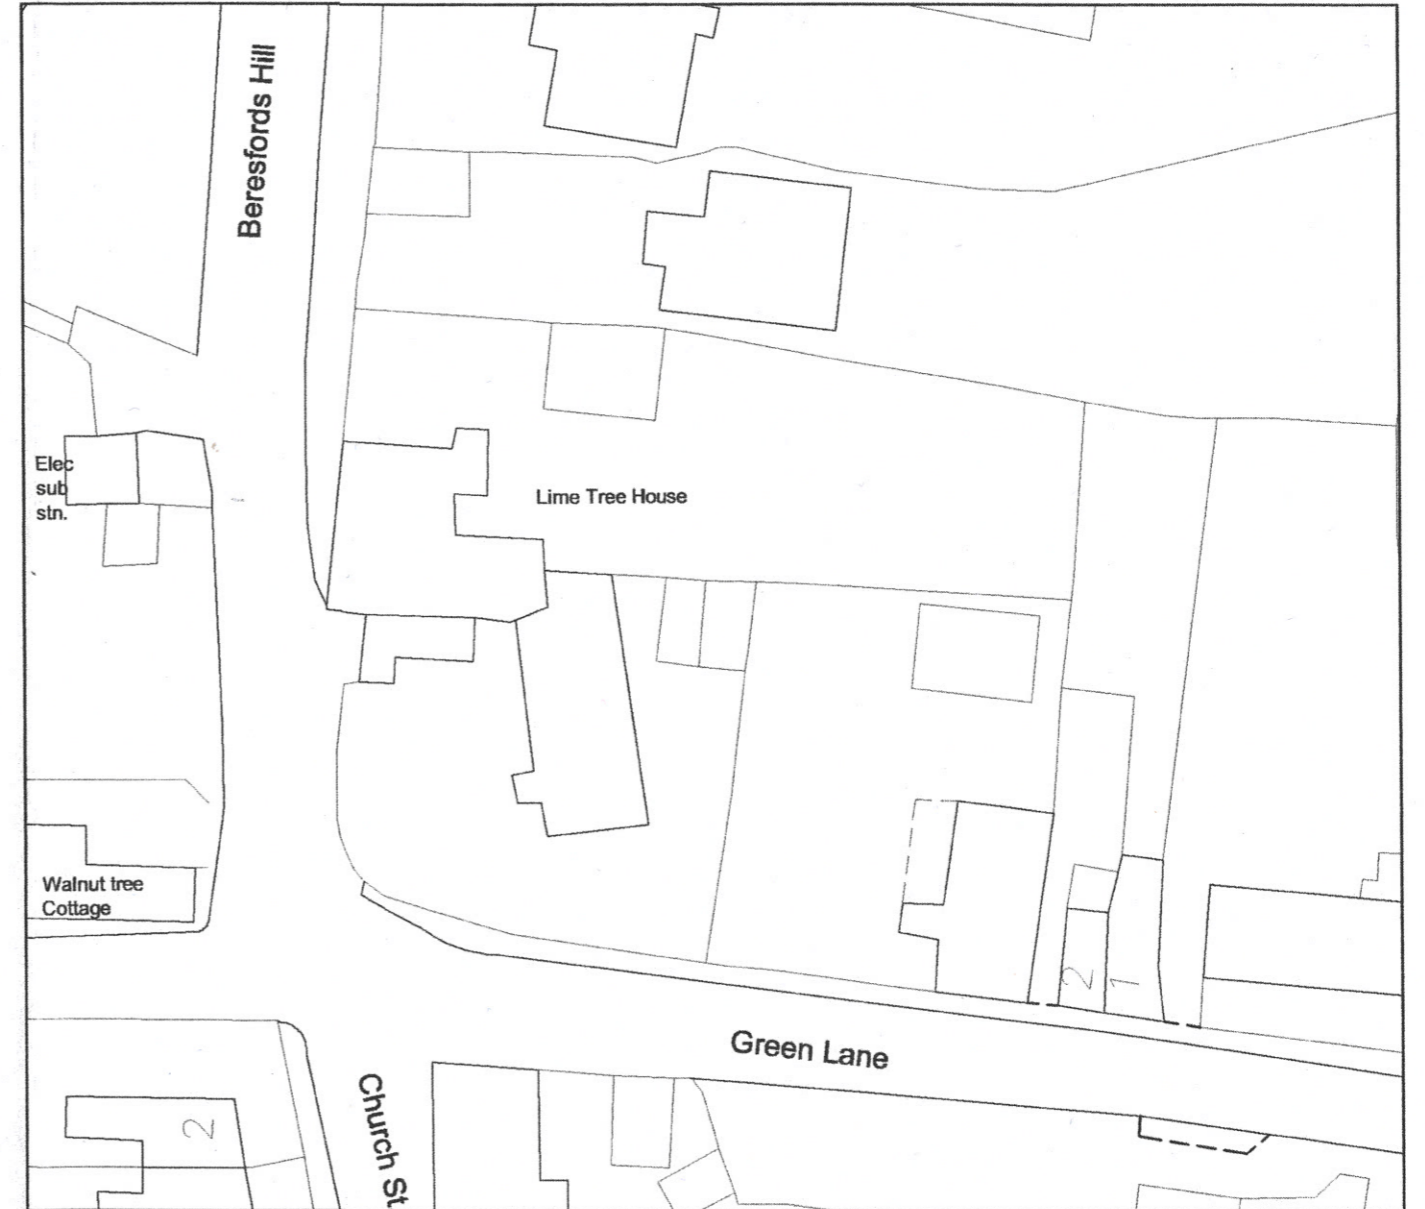 Beresfords Hill
Elec
sub
stn.
Lime Tree House
Walnut tree
Cottage
2
1
Green Lane
2
Church St